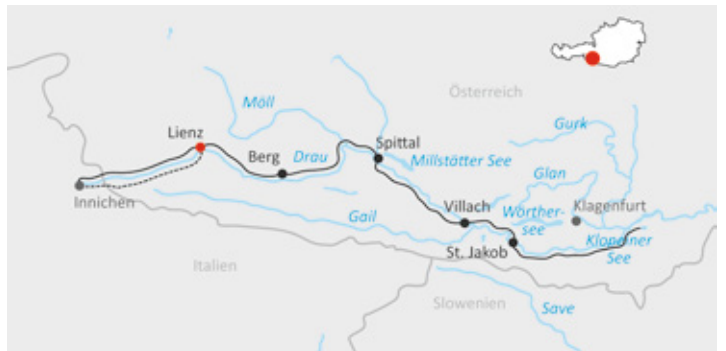 Österreich
Möll
Gurk
Lienz
Spittal
Berg
Drau
Millstätter See
Glan
Innichen
Gail
Villach
Wörther-
see
Klagenfurt
St. Jakob
Klopeiner
See
Italien
Slowenien
Save